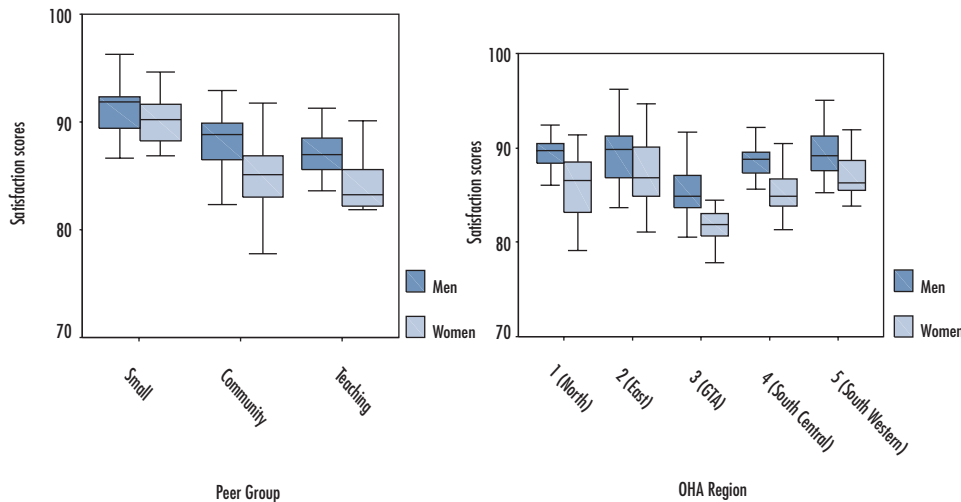 100
90
80
70
Satisfaction scores
Small
Community
Teaching
Peer Group
Men
Women
100
90
80
70
Satisfaction scores
1 (North)
2 (East)
3 (GTA)
4 (South Central)
5 (South Western)
OHA Region
Men
Women